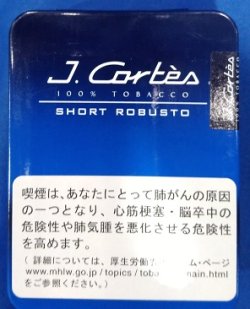 J. Cortès
100% TOBACCO
SHORT ROBUSTO
喫煙は、あなたにとって肺がんの原因
の一つとなり、心筋梗塞・脳卒中の
危険性や肺気腫を悪化させる危険性
を高めます。
(詳細については、厚生労働 ム・ページ
www.mhlw.go.jp/topics/toba main.html
をご参照ください。)